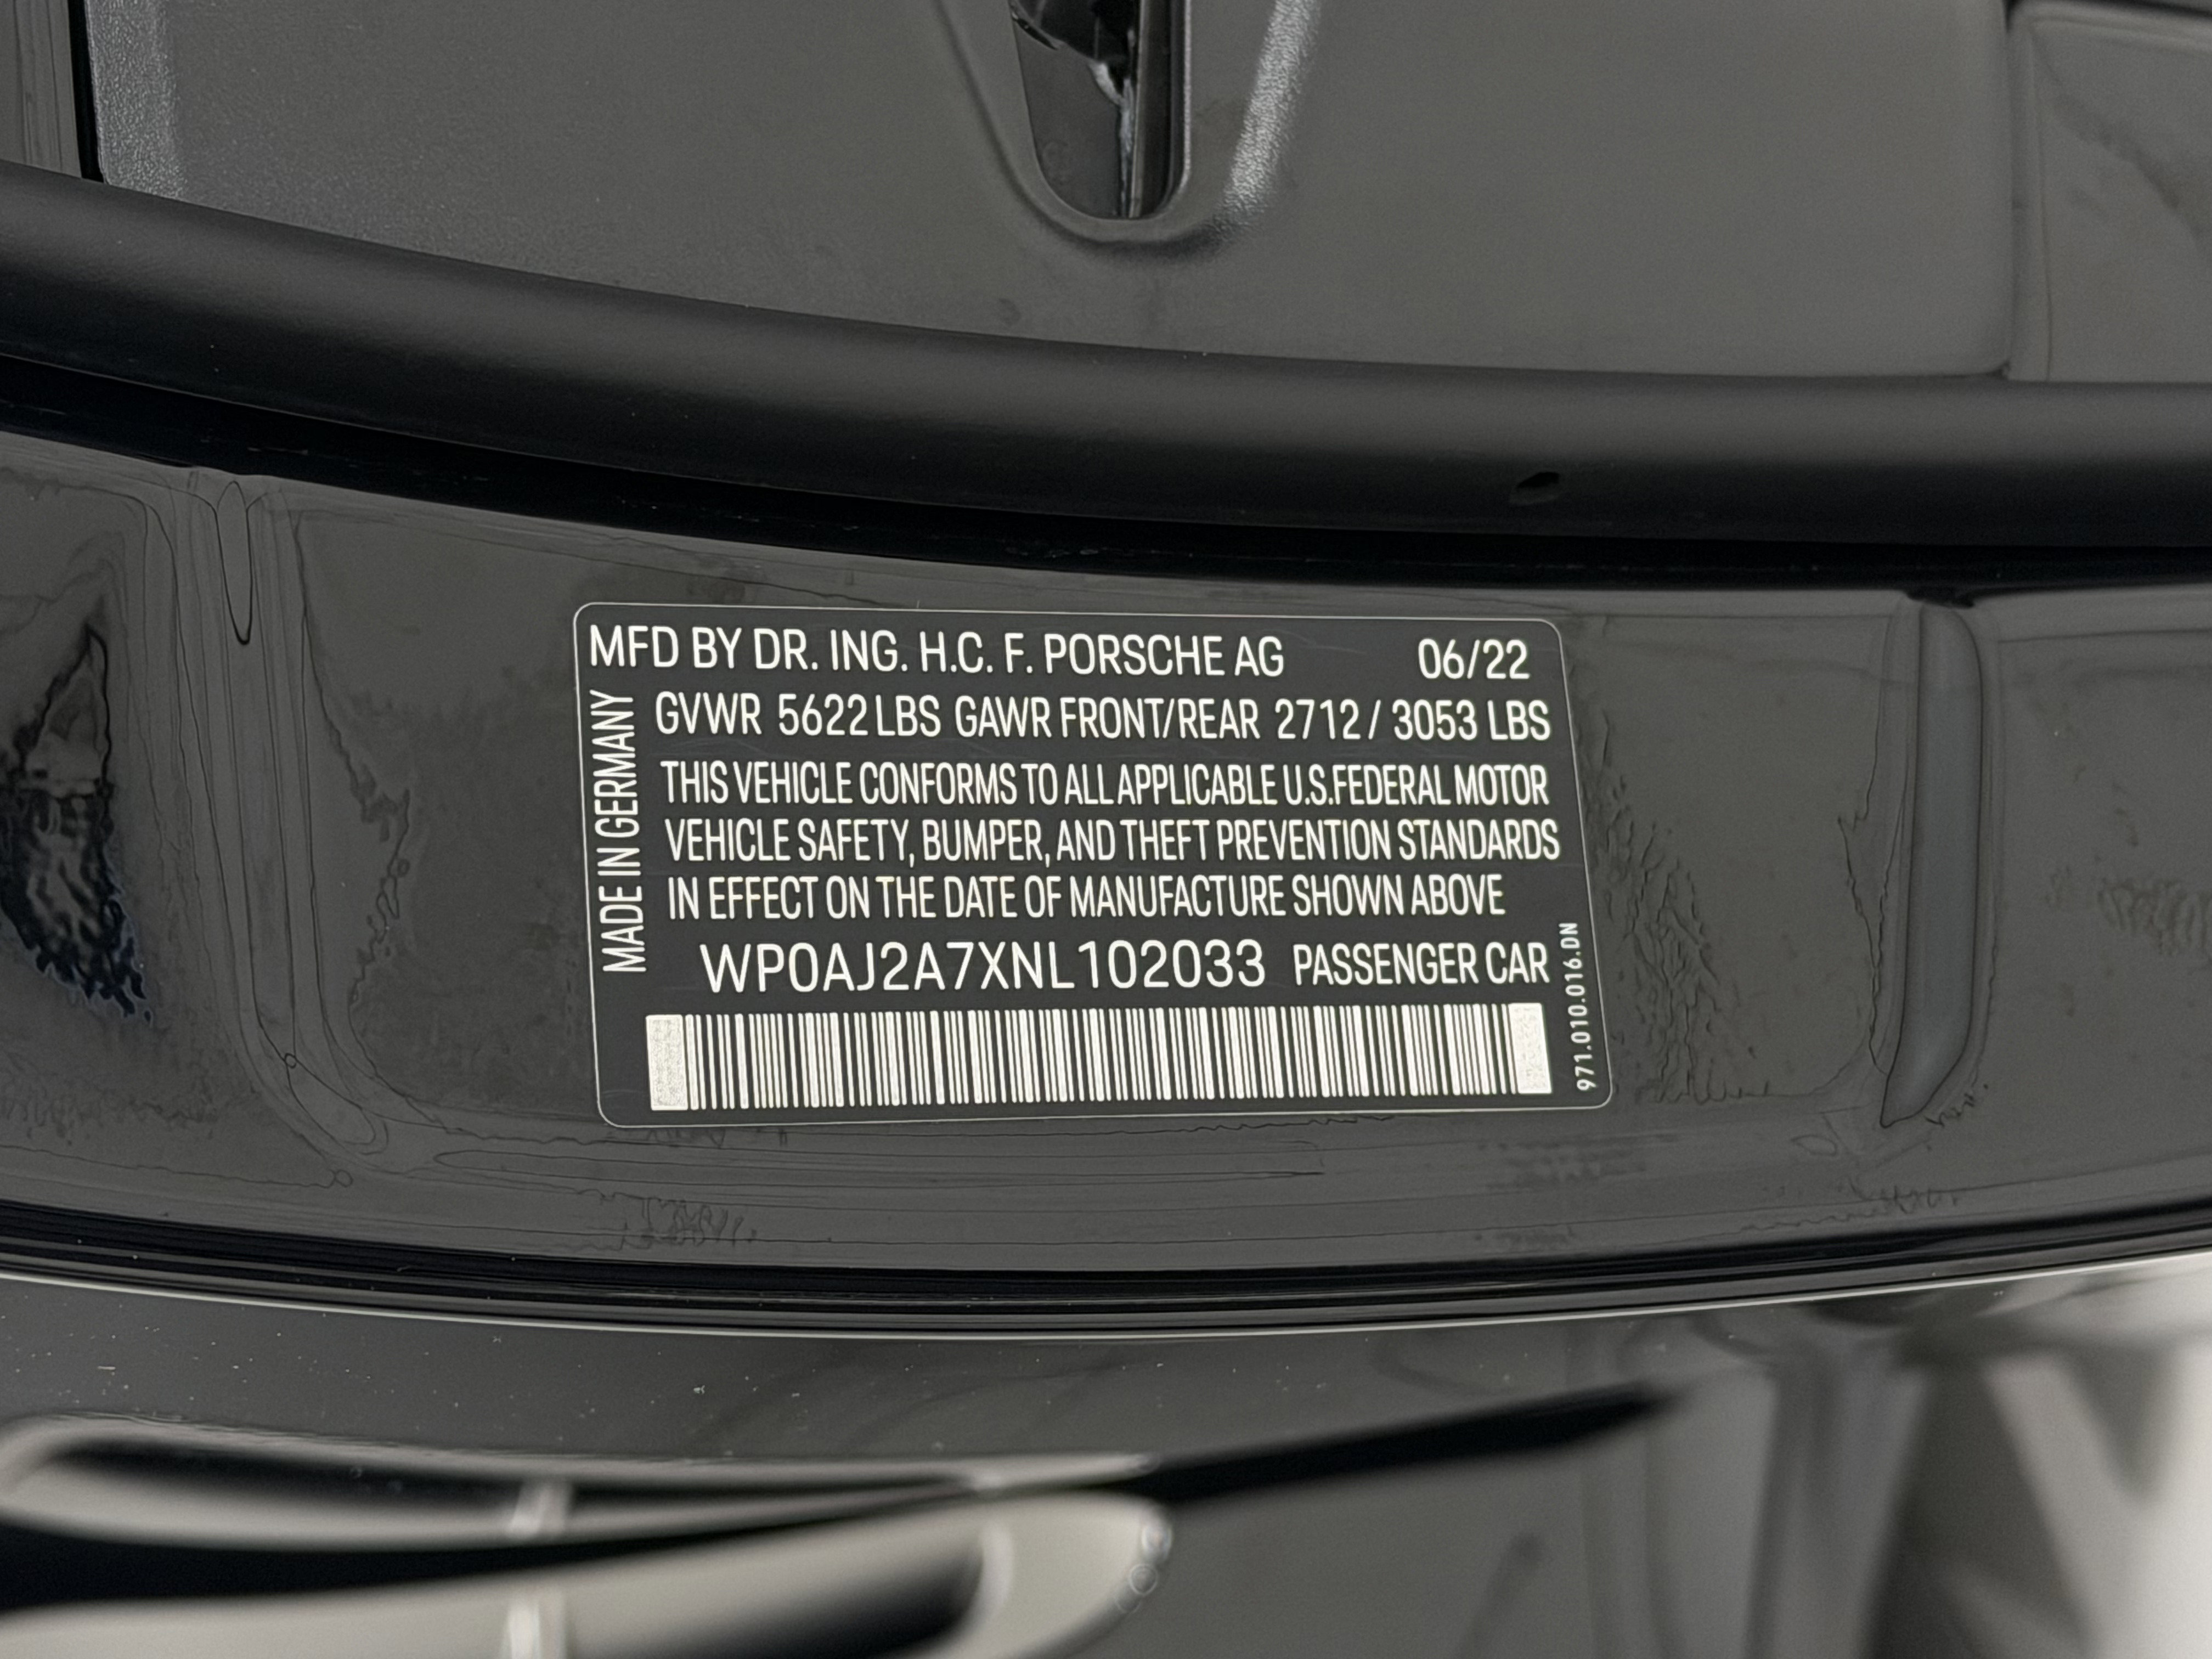 MFD BY DR. ING. H.C. F. PORSCHE AG 06/22
GVWR 5622 LBS GAWR FRONT/REAR 2712 / 3053 LBS
THIS VEHICLE CONFORMS TO ALL APPLICABLE U.S.FEDERAL MOTOR
VEHICLE SAFETY, BUMPER, AND THEFT PREVENTION STANDARDS
IN EFFECT ON THE DATE OF MANUFACTURE SHOWN ABOVE
WP0AJ2A7XNL102033 PASSENGER CAR
MADE IN GERMANY
971.010.016.DN